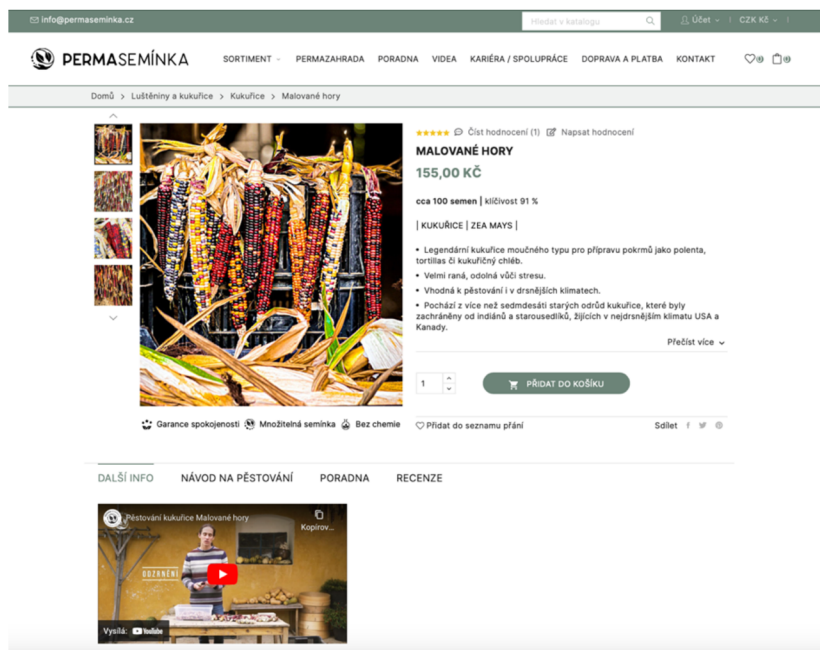 info@permaseminka.cz
Hledat v katalogu
Účet
CZK Kč
PERMASEMÍNKA
SORTIMENT
PERMAZAHRADA
PORADNA
VIDEA
KARIÉRA / SPOLUPRÁCE
DOPRAVA A PLATBA
KONTAKT
0
0
Domů > Luštěniny a kukuřice > Kukuřice > Malované hory
Číst hodnocení (1) Napsat hodnocení
MALOVANÉ HORY
155,00 KČ
cca 100 semen | klíčivost 91 %
| KUKUŘICE | ZEA MAYS |
• Legendární kukuřice moučného typu pro přípravu pokrmů jako polenta,
tortillas či kukuřičný chléb.
• Velmi raná, odolná vůči stresu.
• Vhodná k pěstování i v drsnějších klimatech.
• Pochází z více než sedmdesáti starých odrůd kukuřice, které byly
zachráněny od indiánů a starousedlíků, žijících v nejdrsnějším klimatu USA a
Kanady.
Přečíst více
1
PŘIDAT DO KOŠÍKU
Garance spokojenosti Množitelná semínka Bez chemie
Přidat do seznamu přání
Sdílet
DALŠÍ INFO
NÁVOD NA PĚSTOVÁNÍ
PORADNA
RECENZE
Pěstování kukuřice Malované hory
Kopírov...
ODZRNĚNÍ
Vysílá: YouTube